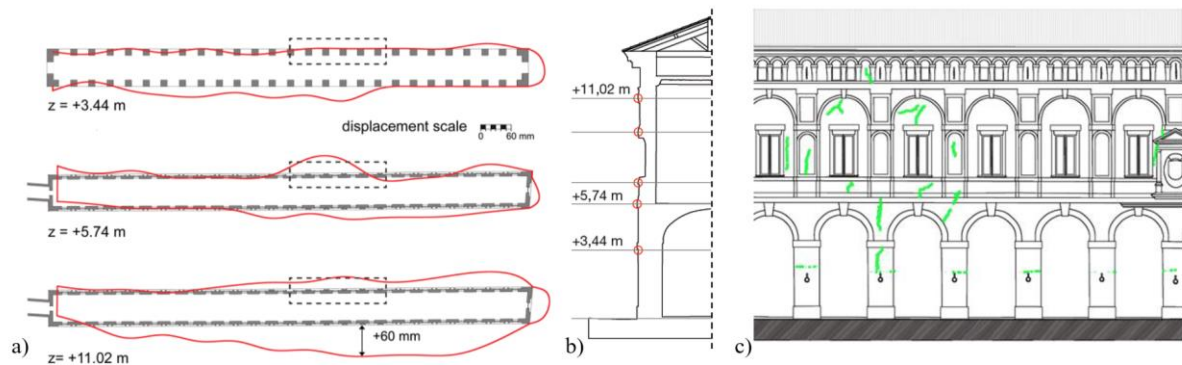 z = +3.44 m
displacement scale
0 60 mm
z = +5.74 m
+60 mm
z= +11.02 m
a)
+11,02 m
+5,74 m
+3,44 m
b)
c)